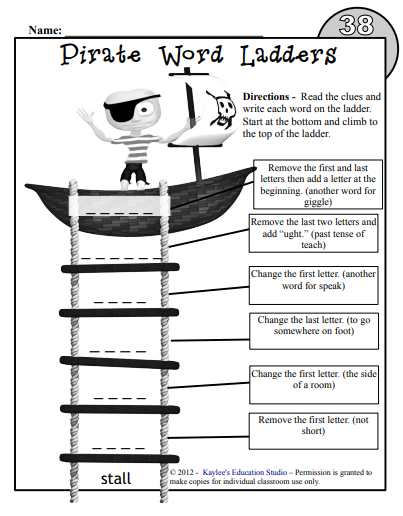 38
Name:
Pirate Word Ladders
Directions - Read the clues and
write each word on the ladder.
Start at the bottom and climb to
the top of the ladder.
Remove the first and last
letters then add a letter at the
beginning. (another word for
giggle)
Remove the last two letters and
add “ught.” (past tense of
teach)
Change the first letter. (another
word for speak)
Change the last letter. (to go
somewhere on foot)
Change the first letter. (the side
of a room)
Remove the first letter. (not
short)
stall
© 2012 - Kaylee's Education Studio – Permission is granted to
make copies for individual classroom use only.